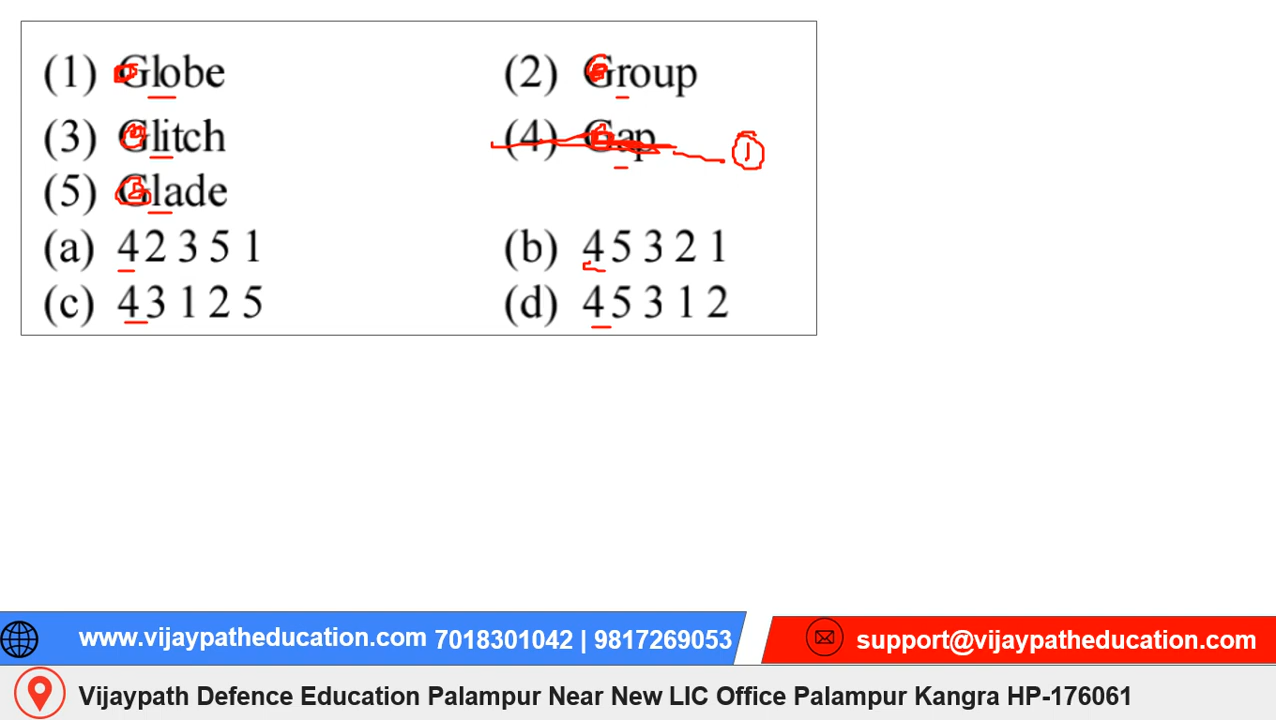 (1) Globe (2) Group
(3) Glitch (4) Gap 1
(5) Glade
(a) 4 2 3 5 1 (b) 4 5 3 2 1
(c) 4 3 1 2 5 (d) 4 5 3 1 2
www.vijaypatheducation.com 7018301042 | 9817269053 support@vijaypatheducation.com
Vijaypath Defence Education Palampur Near New LIC Office Palampur Kangra HP-176061